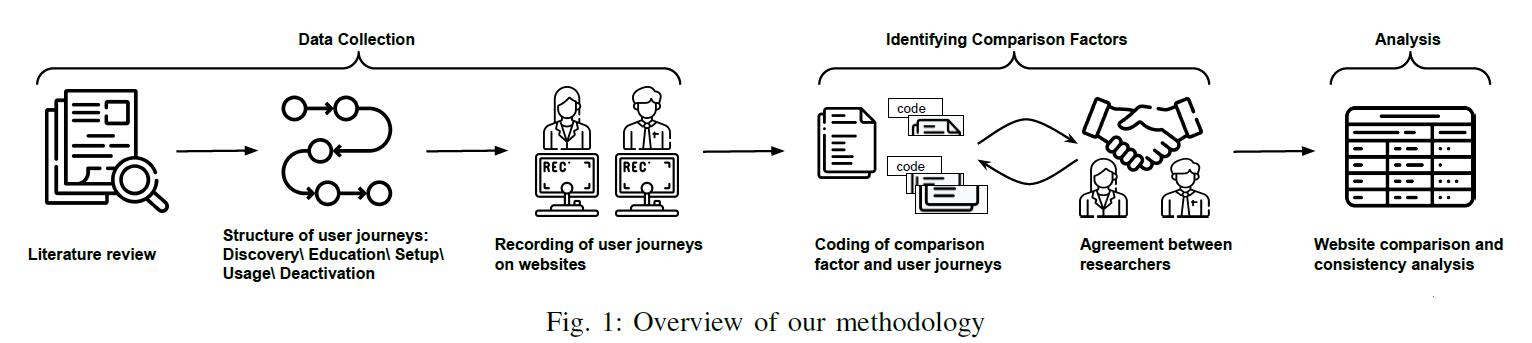 Data Collection
Identifying Comparison Factors
Analysis
REC
REC
code
code
Literature review
Structure of user journeys:
Discovery\ Education\ Setup\
Usage\ Deactivation
Recording of user journeys
on websites
Coding of comparison
factor and user journeys
Agreement between
researchers
Website comparison and
consistency analysis
Fig. 1: Overview of our methodology